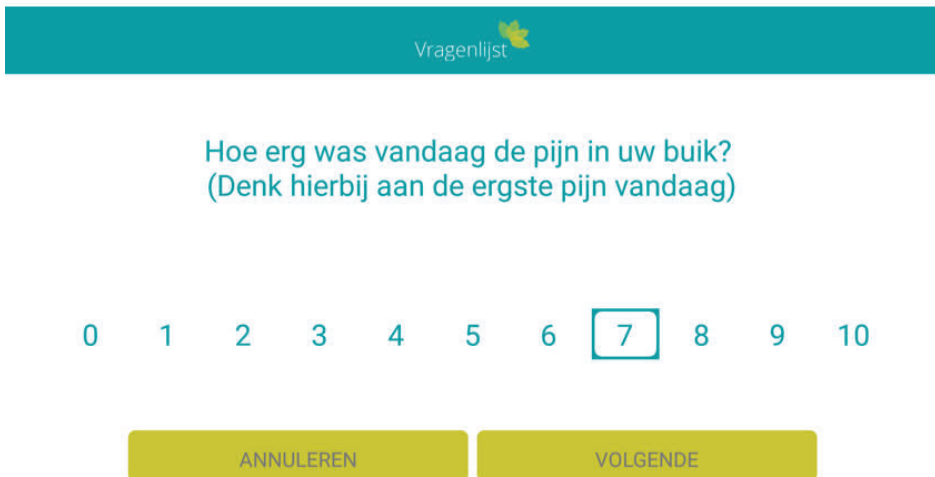 Vragenlijst
Hoe erg was vandaag de pijn in uw buik?
(Denk hierbij aan de ergste pijn vandaag)
0 1 2 3 4 5 6 7 8 9 10
ANNULEREN VOLGENDE